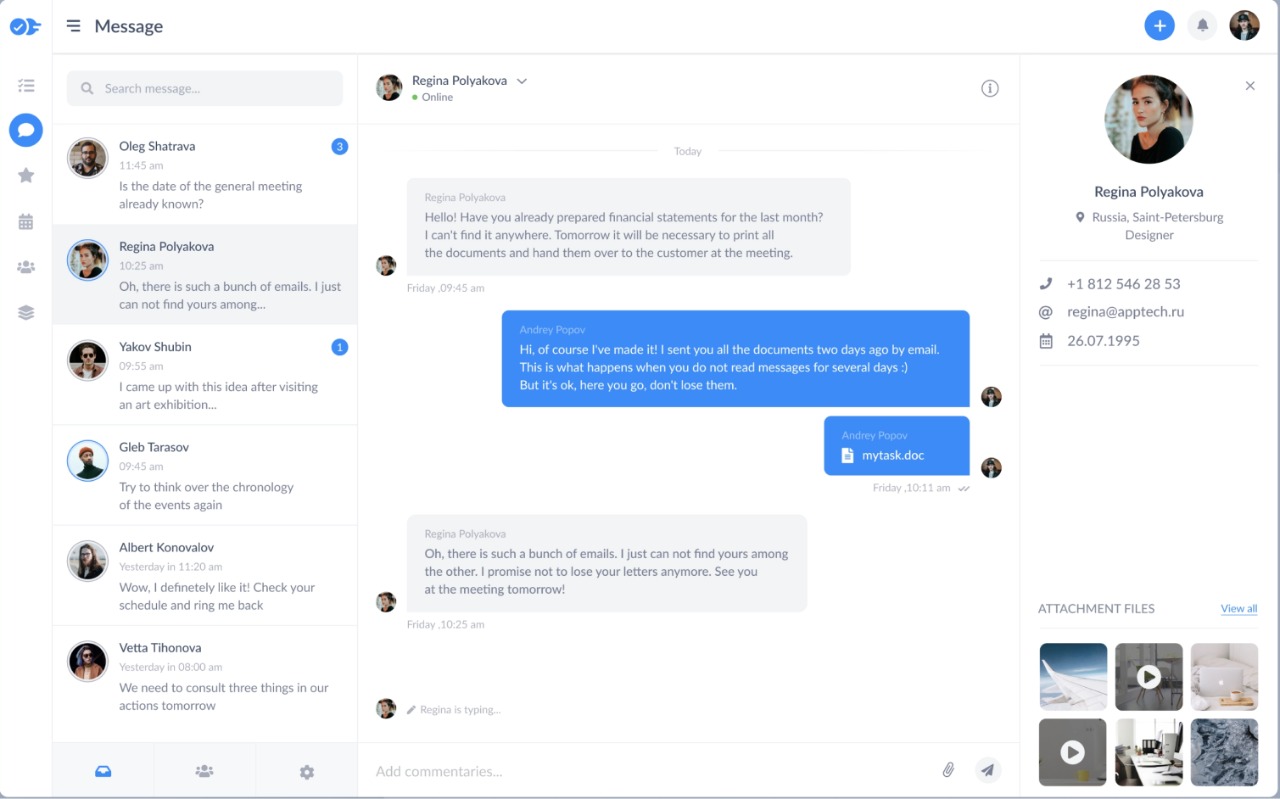 Message
Search message...
Oleg Shatrava
3
11:45 am
Is the date of the general meeting
already known?
Regina Polyakova
10:25 am
Oh, there is such a bunch of emails. I just
can not find yours among...
Yakov Shubin
1
09:55 am
I came up with this idea after visiting
an art exhibition...
Gleb Tarasov
09:45 am
Try to think over the chronology
of the events again
Albert Konovalov
Yesterday in 11:20 am
Wow, I definetely like it! Check your
schedule and ring me back
Vetta Tihonova
Yesterday in 08:00 am
We need to consult three things in our
actions tomorrow
Regina Polyakova
Online
Today
Regina Polyakova
Hello! Have you already prepared financial statements for the last month?
I can't find it anywhere. Tomorrow it will be necessary to print all
the documents and hand them over to the customer at the meeting.
Friday ,09:45 am
Andrey Popov
Hi, of course I've made it! I sent you all the documents two days ago by email.
This is what happens when you do not read messages for several days :)
But it's ok, here you go, don't lose them.
Andrey Popov
mytask.doc
Friday ,10:11 am
Regina Polyakova
Oh, there is such a bunch of emails. I just can not find yours among
the other. I promise not to lose your letters anymore. See you
at the meeting tomorrow!
Friday ,10:25 am
Regina is typing...
Add commentaries...
Regina Polyakova
Russia, Saint-Petersburg
Designer
+1 812 546 28 53
regina@apptech.ru
26.07.1995
ATTACHMENT FILES
View all